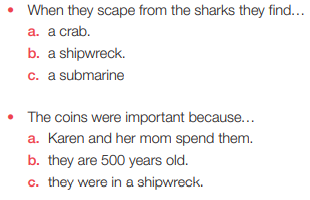 • When they scape from the sharks they find…
a. a crab.
b. a shipwreck.
c. a submarine
• The coins were important because…
a. Karen and her mom spend them.
b. they are 500 years old.
c. they were in a shipwreck.